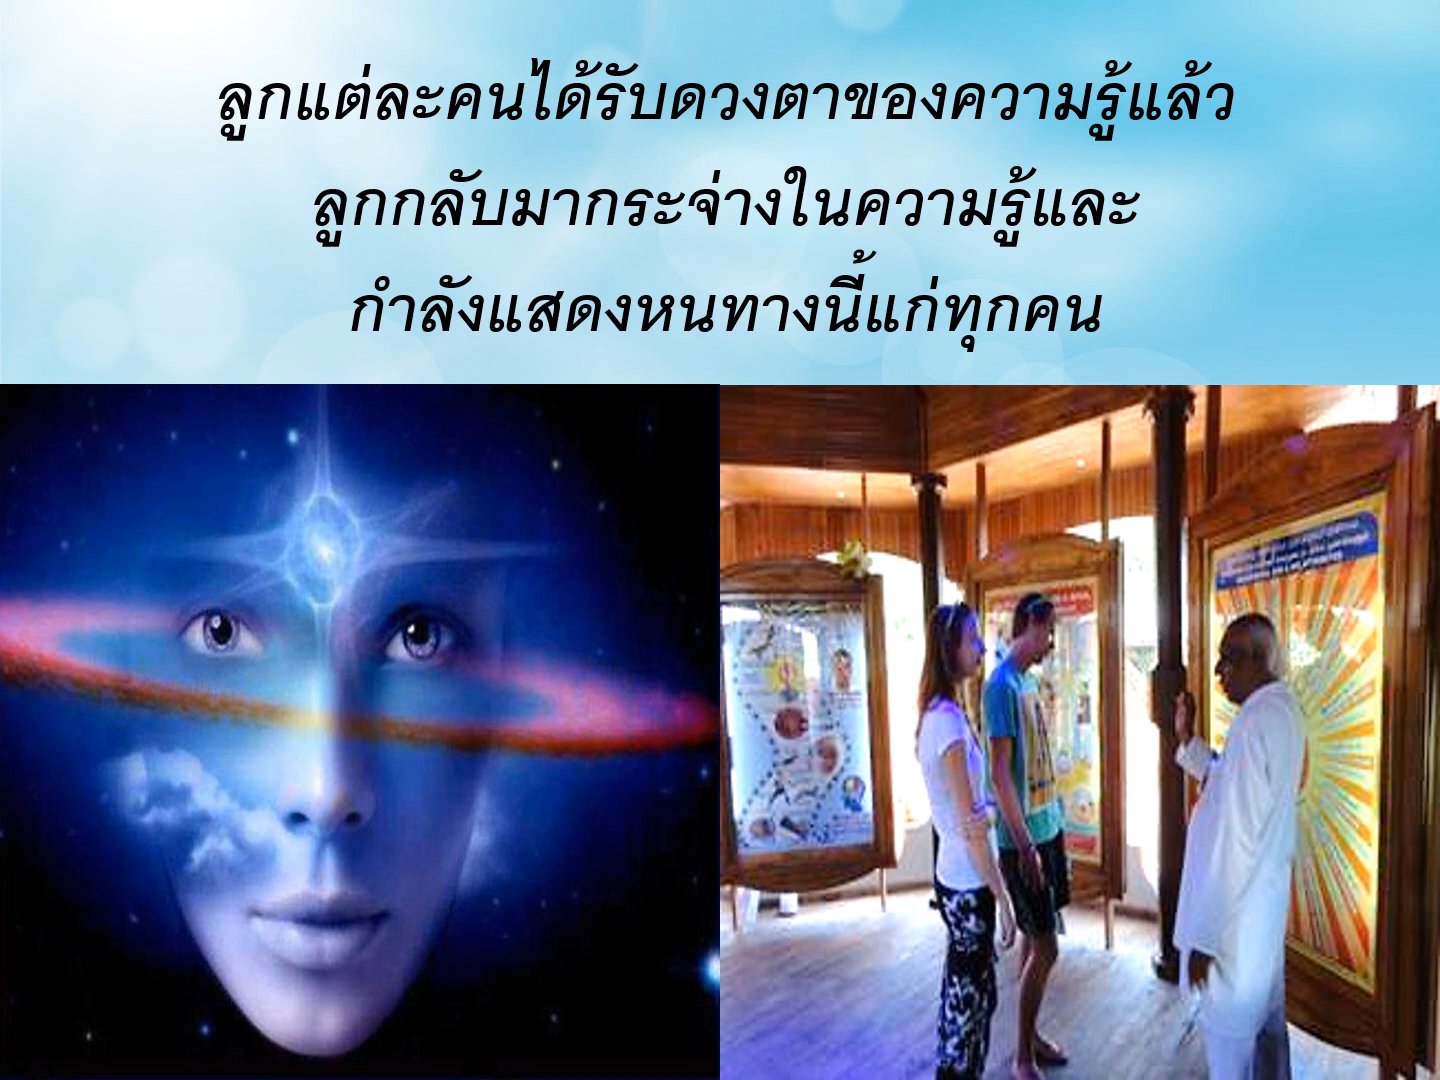 ลูกแต่ละคนได้รับดวงตาของความรู้แล้ว
ลูกกลับมากระจ่างในความรู้และ
กำลังแสดงหนทางนี้แก่ทุกคน